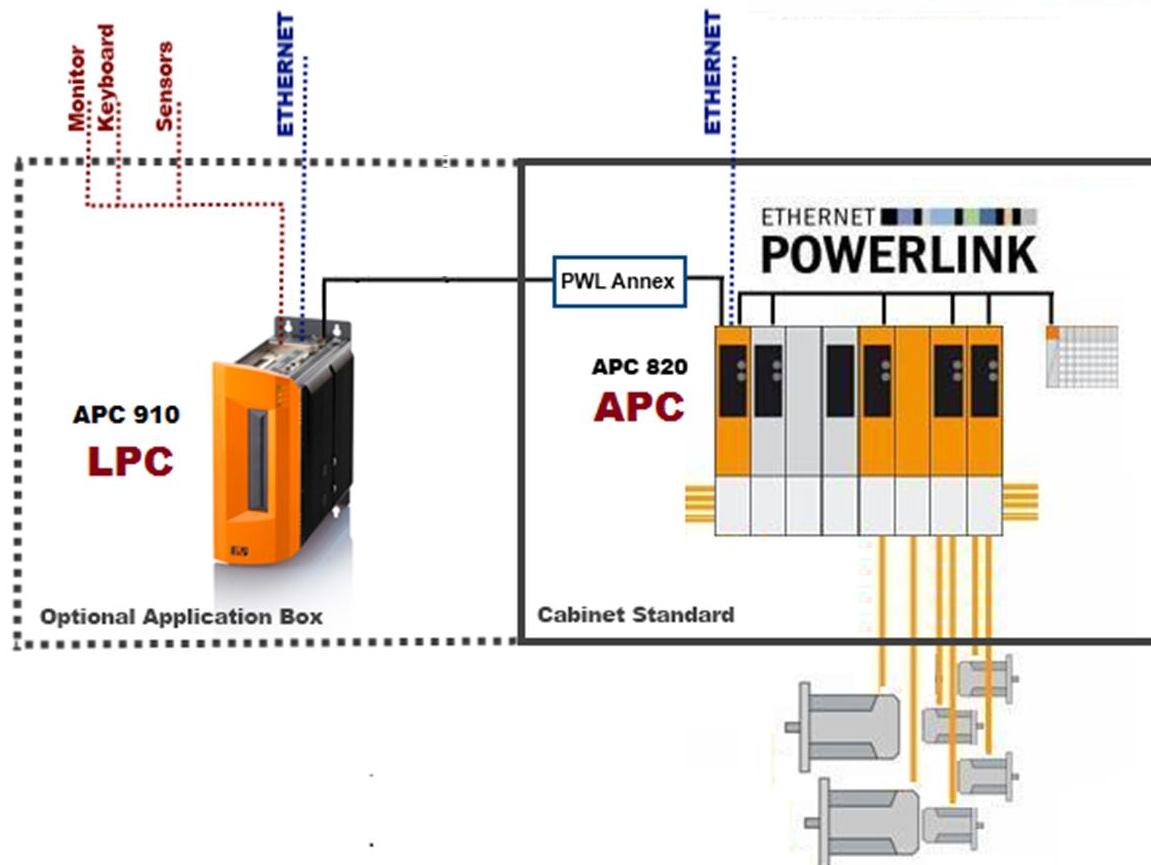 Monitor
Keyboard
Sensors
ETHERNET
ETHERNET
ETHERNET
POWERLINK
PWL Annex
APC 910
LPC
APC 820
APC
Optional Application Box
Cabinet Standard